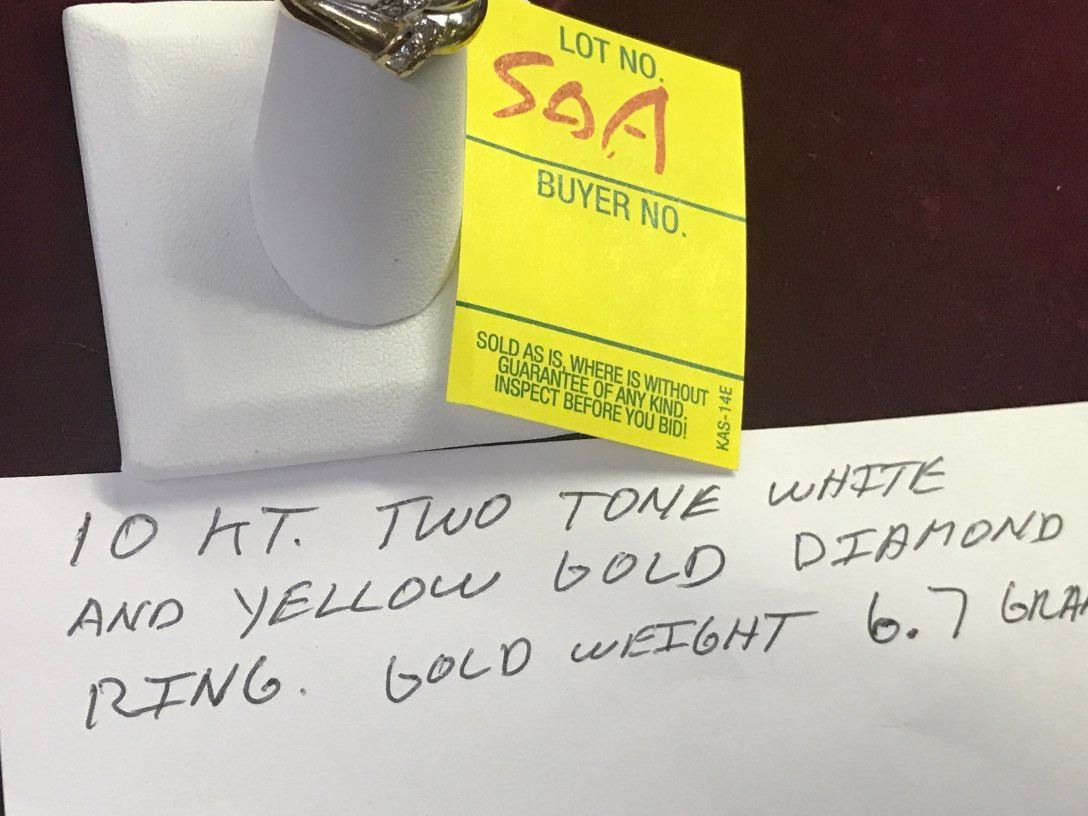 LOT NO.
50A
BUYER NO.
SOLD AS IS, WHERE IS WITHOUT
GUARANTEE OF ANY KIND.
INSPECT BEFORE YOU BID!
KAS-14E
10 KT. TWO TONE WHITE
AND YELLOW GOLD DIAMOND
RING. GOLD WEIGHT 6.7 GRA